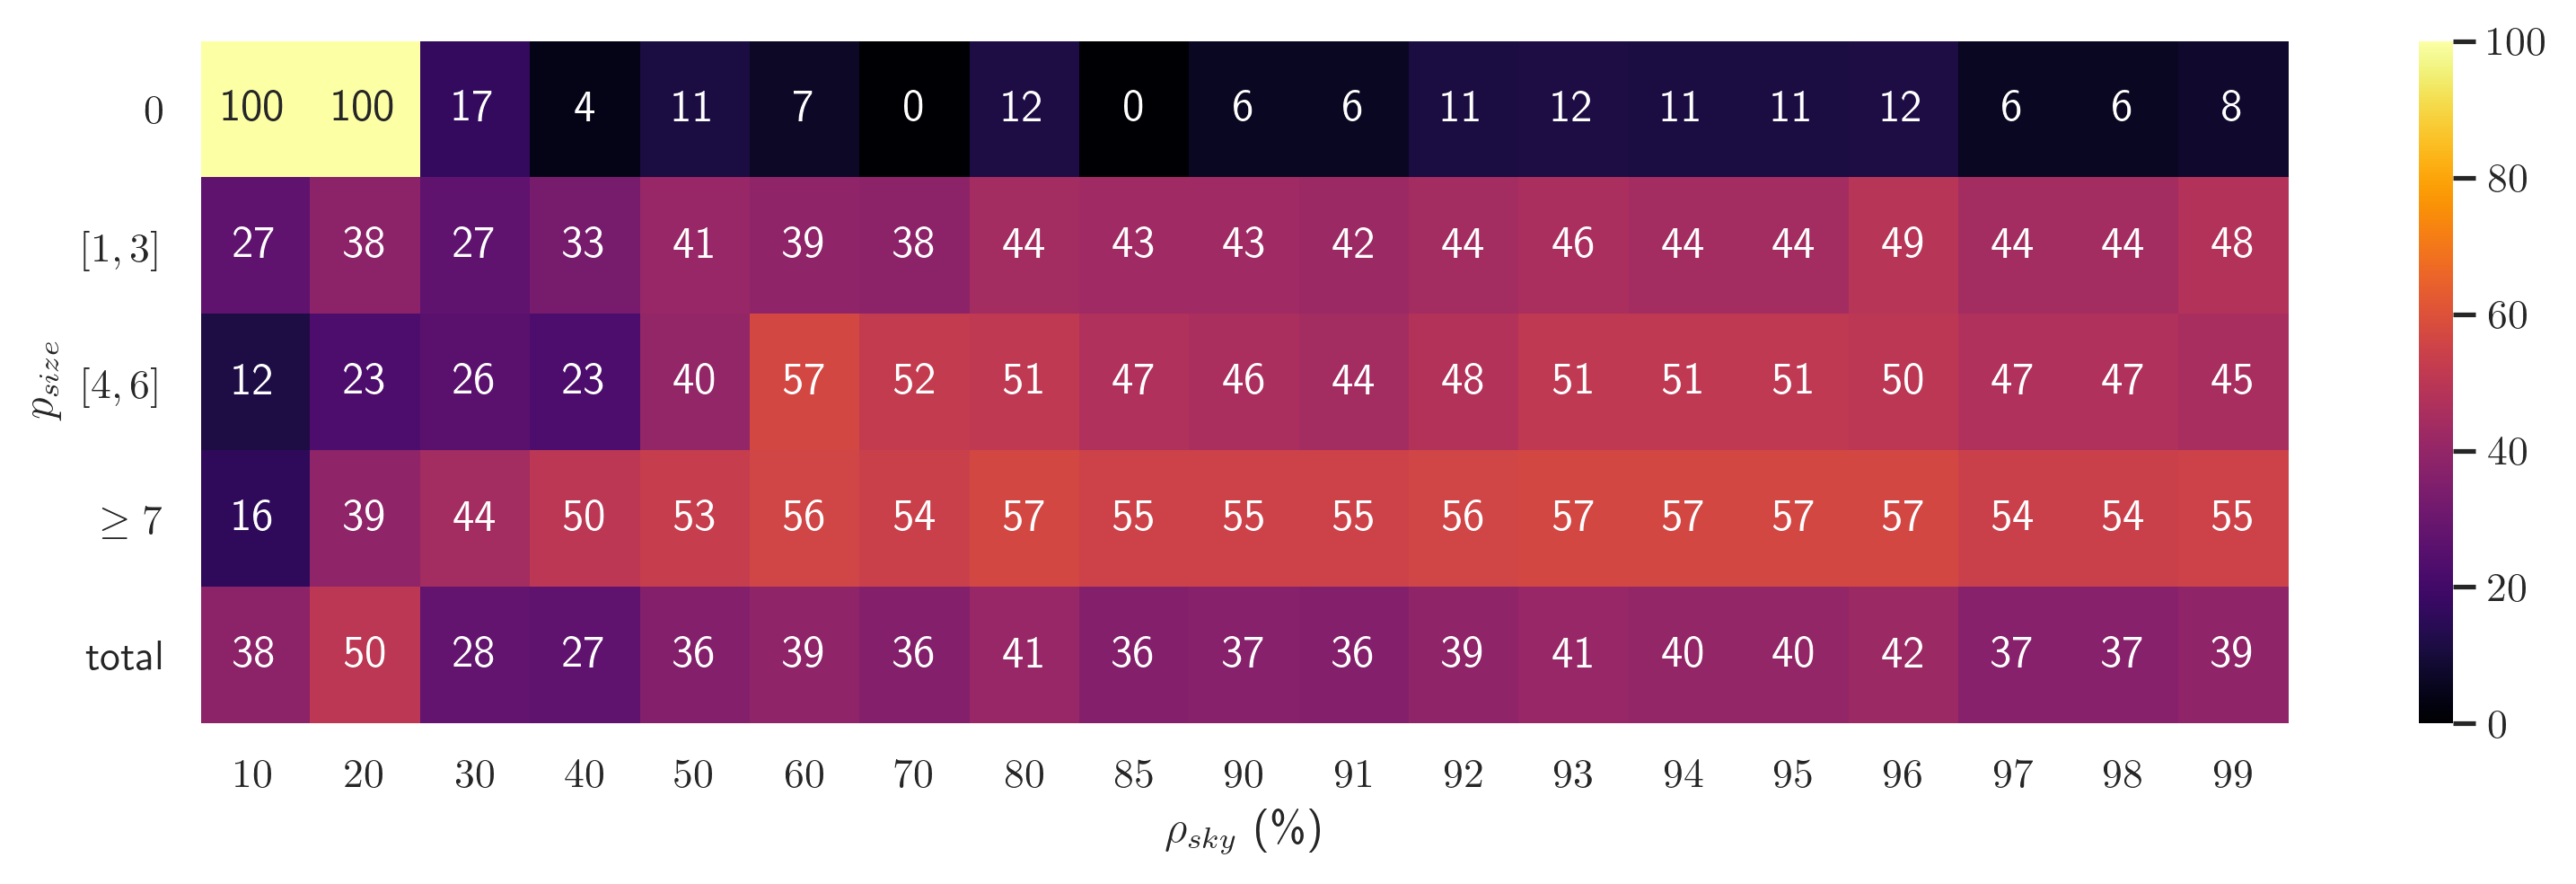 0 100 100 17 4 11 7 0 12 0 6 6 11 12 11 11 12 6 6 8
[1, 3] 27 38 27 33 41 39 38 44 43 43 42 44 46 44 44 49 44 44 48
[4, 6] 12 23 26 23 40 57 52 51 47 46 44 48 51 51 51 50 47 47 45
≥ 7 16 39 44 50 53 56 54 57 55 55 55 56 57 57 57 57 54 54 55
total 38 50 28 27 36 39 36 41 36 37 36 39 41 40 40 42 37 37 39
10 20 30 40 50 60 70 80 85 90 91 92 93 94 95 96 97 98 99
ρ_sky (%)
p_size
100
80
60
40
20
0